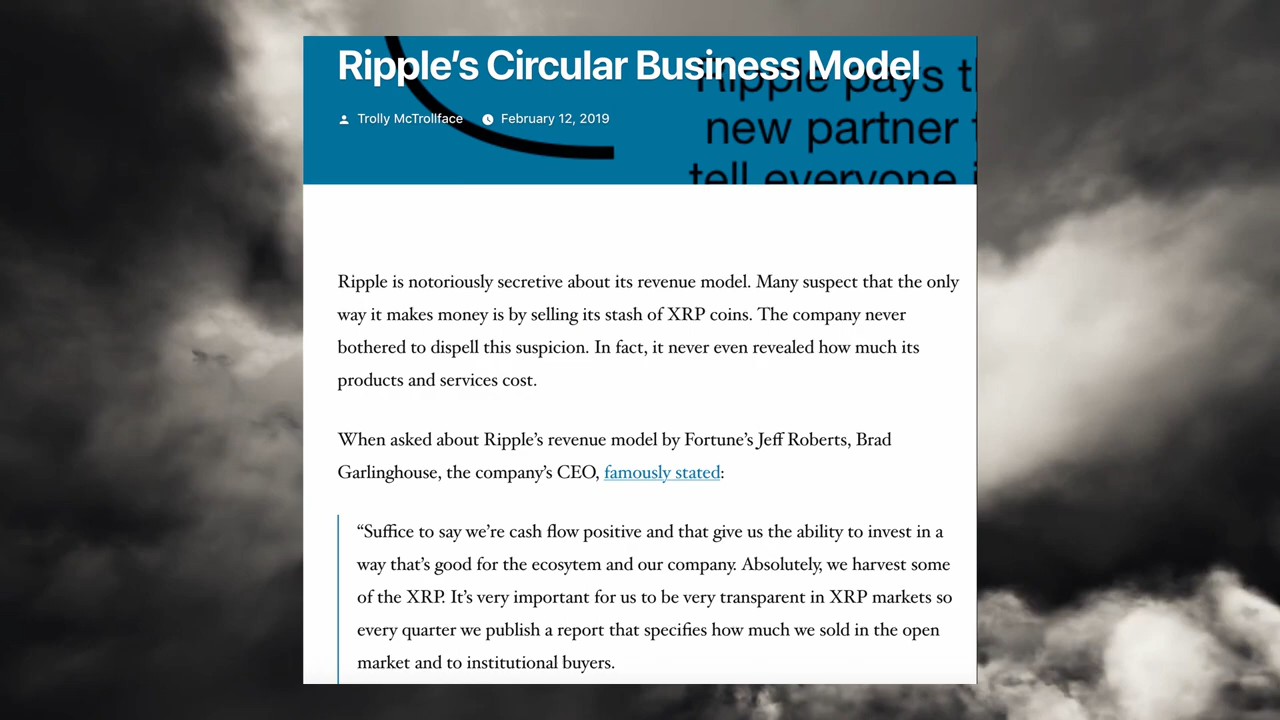 Ripple’s Circular Business Model
Trolly McTrollface February 12, 2019
Ripple pays t
new partner
tell everyone i
Ripple is notoriously secretive about its revenue model. Many suspect that the only
way it makes money is by selling its stash of XRP coins. The company never
bothered to dispell this suspicion. In fact, it never even revealed how much its
products and services cost.
When asked about Ripple’s revenue model by Fortune’s Jeff Roberts, Brad
Garlinghouse, the company’s CEO, famously stated:
“Suffice to say we’re cash flow positive and that give us the ability to invest in a
way that’s good for the ecosytem and our company. Absolutely, we harvest some
of the XRP. It’s very important for us to be very transparent in XRP markets so
every quarter we publish a report that specifies how much we sold in the open
market and to institutional buyers.